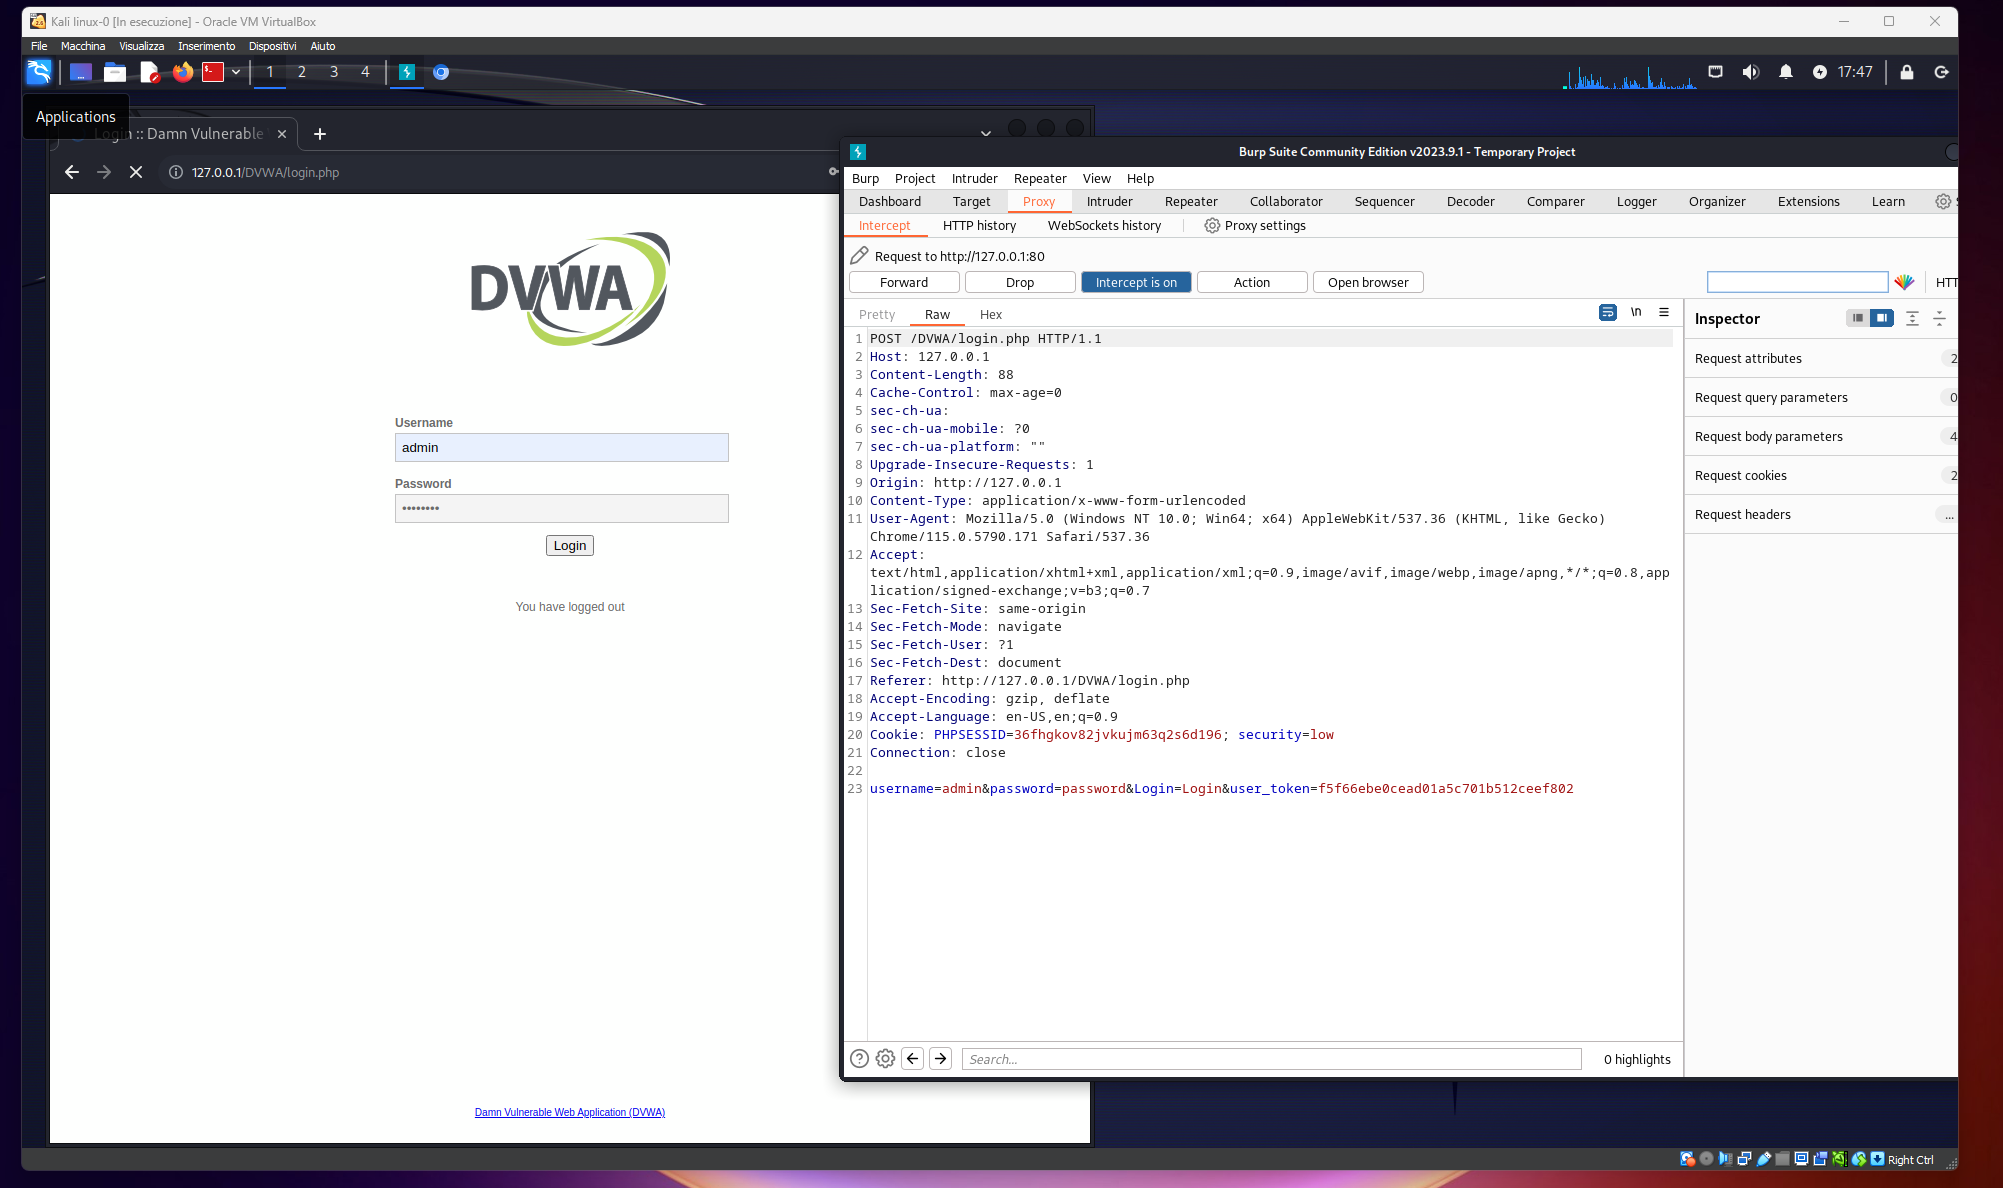 Kali linux-0 [In esecuzione] - Oracle VM VirtualBox
File Macchina Visualizza Inserimento Dispositivi Aiuto
1 2 3 4
17:47
Applications
Login :: Damn Vulnerable
127.0.0.1/DVWA/login.php
DVWA
Username
admin
Password
••••••••
Login
You have logged out
Damn Vulnerable Web Application (DVWA)
Burp Suite Community Edition v2023.9.1 - Temporary Project
Burp Project Intruder Repeater View Help
Dashboard Target Proxy Intruder Repeater Collaborator Sequencer Decoder Comparer Logger Organizer Extensions Learn
Intercept HTTP history WebSockets history Proxy settings
Request to http://127.0.0.1:80
Forward Drop Intercept is on Action Open browser HTT
Pretty Raw Hex \n
1 POST /DVWA/login.php HTTP/1.1
2 Host: 127.0.0.1
3 Content-Length: 88
4 Cache-Control: max-age=0
5 sec-ch-ua:
6 sec-ch-ua-mobile: ?0
7 sec-ch-ua-platform: ""
8 Upgrade-Insecure-Requests: 1
9 Origin: http://127.0.0.1
10 Content-Type: application/x-www-form-urlencoded
11 User-Agent: Mozilla/5.0 (Windows NT 10.0; Win64; x64) AppleWebKit/537.36 (KHTML, like Gecko)
Chrome/115.0.5790.171 Safari/537.36
12 Accept:
text/html,application/xhtml+xml,application/xml;q=0.9,image/avif,image/webp,image/apng,*/*;q=0.8,app
lication/signed-exchange;v=b3;q=0.7
13 Sec-Fetch-Site: same-origin
14 Sec-Fetch-Mode: navigate
15 Sec-Fetch-User: ?1
16 Sec-Fetch-Dest: document
17 Referer: http://127.0.0.1/DVWA/login.php
18 Accept-Encoding: gzip, deflate
19 Accept-Language: en-US,en;q=0.9
20 Cookie: PHPSESSID=36fhgkov82jvkujm63q2s6d196; security=low
21 Connection: close
22
23 username=admin&password=password&Login=Login&user_token=f5f66ebe0cead01a5c701b512ceef802
Inspector
Request attributes 2
Request query parameters 0
Request body parameters 4
Request cookies 2
Request headers ...
Search...
0 highlights
Right Ctrl